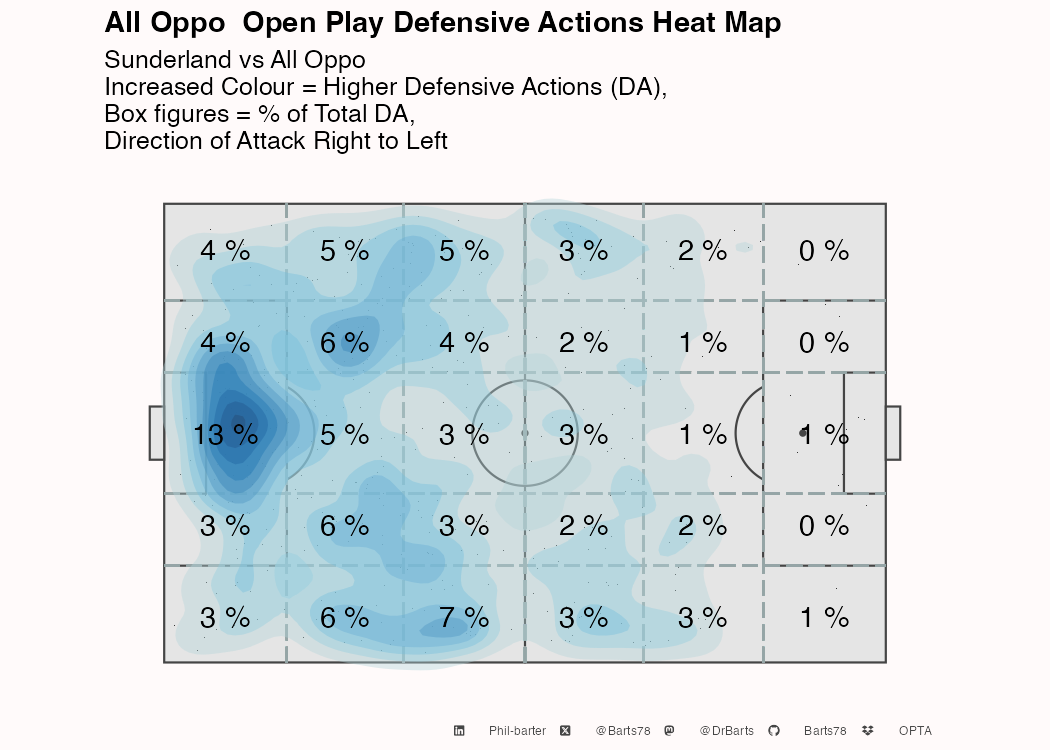 All Oppo  Open Play Defensive Actions Heat Map
Sunderland vs All Oppo
Increased Colour = Higher Defensive Actions (DA),
Box figures = % of Total DA,
Direction of Attack Right to Left
4 % 5 % 5 % 3 % 2 % 0 %
4 % 6 % 4 % 2 % 1 % 0 %
13 % 5 % 3 % 3 % 1 % 1 %
3 % 6 % 3 % 2 % 2 % 0 %
3 % 6 % 7 % 3 % 3 % 1 %
Phil-barter @Barts78 @DrBarts Barts78 OPTA